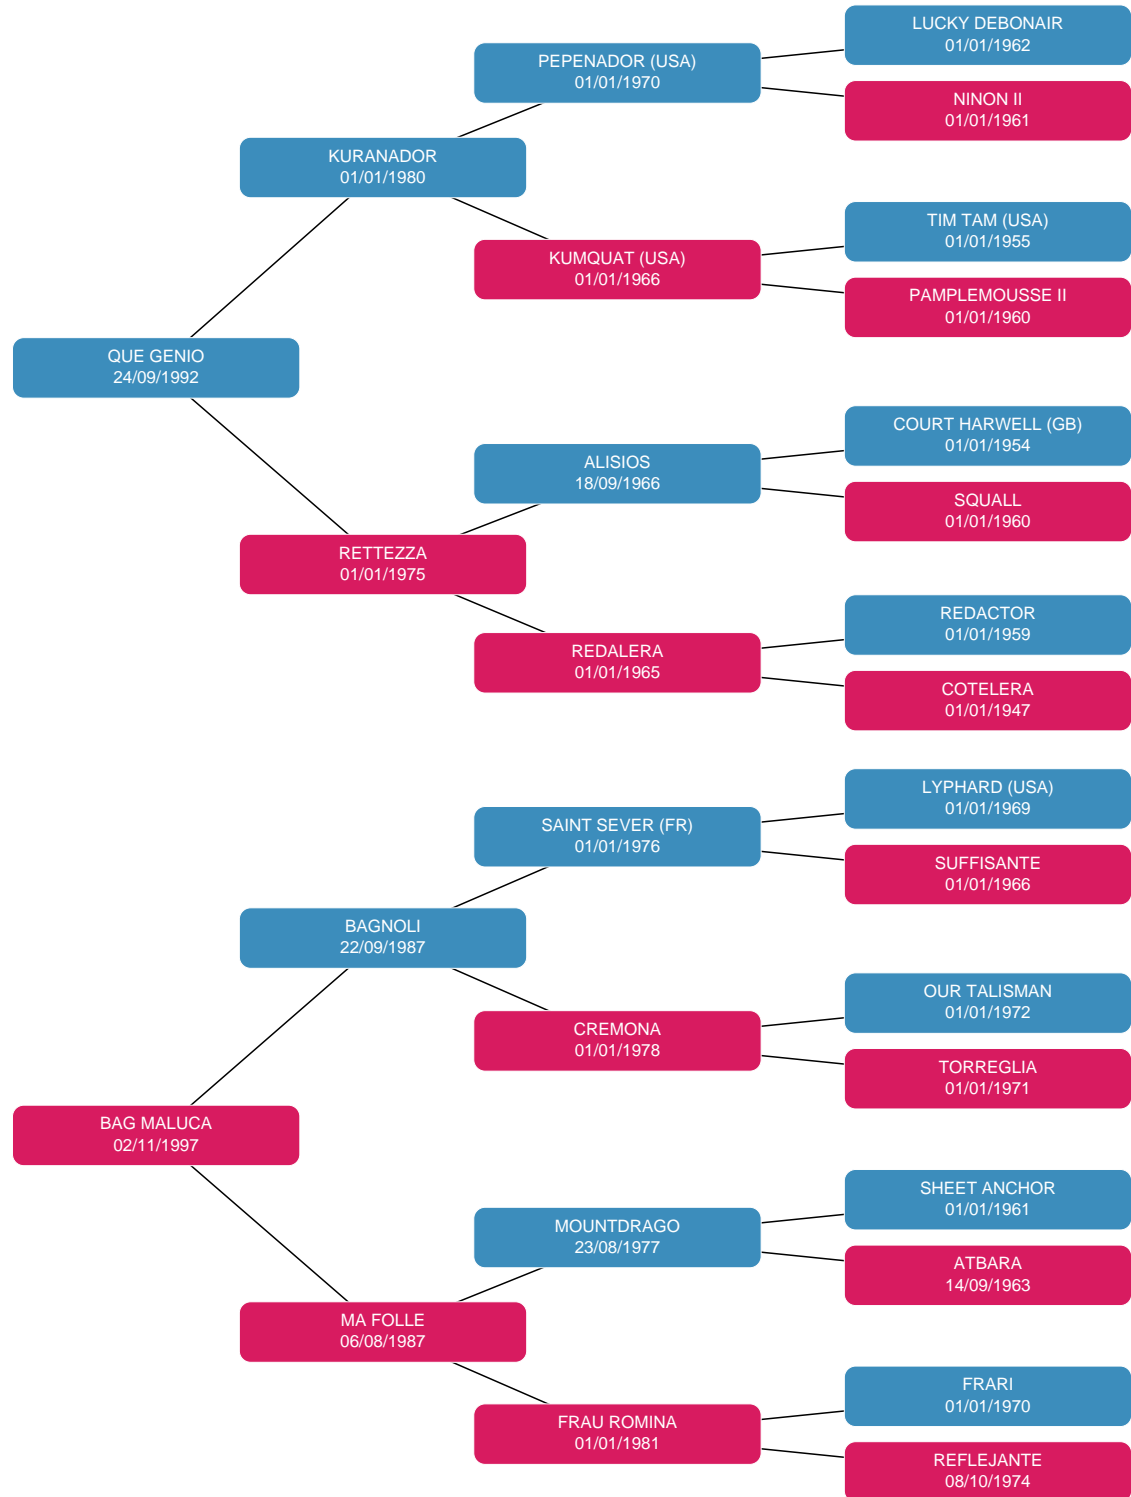 LUCKY DEBONAIR
01/01/1962
PEPENADOR (USA)
01/01/1970
NINON II
01/01/1961
KURANADOR
01/01/1980
TIM TAM (USA)
01/01/1955
KUMQUAT (USA)
01/01/1966
PAMPLEMOUSSE II
01/01/1960
QUE GENIO
24/09/1992
COURT HARWELL (GB)
01/01/1954
ALISIOS
18/09/1966
SQUALL
01/01/1960
RETTEZZA
01/01/1975
REDACTOR
01/01/1959
REDALERA
01/01/1965
COTELERA
01/01/1947
LYPHARD (USA)
01/01/1969
SAINT SEVER (FR)
01/01/1976
SUFFISANTE
01/01/1966
BAGNOLI
22/09/1987
OUR TALISMAN
01/01/1972
CREMONA
01/01/1978
TORREGLIA
01/01/1971
BAG MALUCA
02/11/1997
SHEET ANCHOR
01/01/1961
MOUNTDRAGO
23/08/1977
ATBARA
14/09/1963
MA FOLLE
06/08/1987
FRARI
01/01/1970
FRAU ROMINA
01/01/1981
REFLEJANTE
08/10/1974